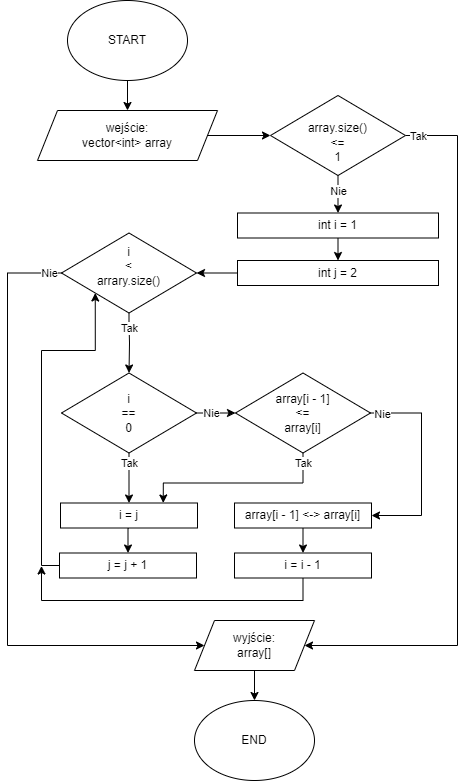 START
wejście:
vector<int> array
array.size()
<=
1
Tak
Nie
int i = 1
int j = 2
i
<
arrary.size()
Nie
Tak
i
==
0
Nie
array[i - 1]
<=
array[i]
Nie
Tak
Tak
i = j
array[i - 1] <-> array[i]
j = j + 1
i = i - 1
wyjście:
array[]
END